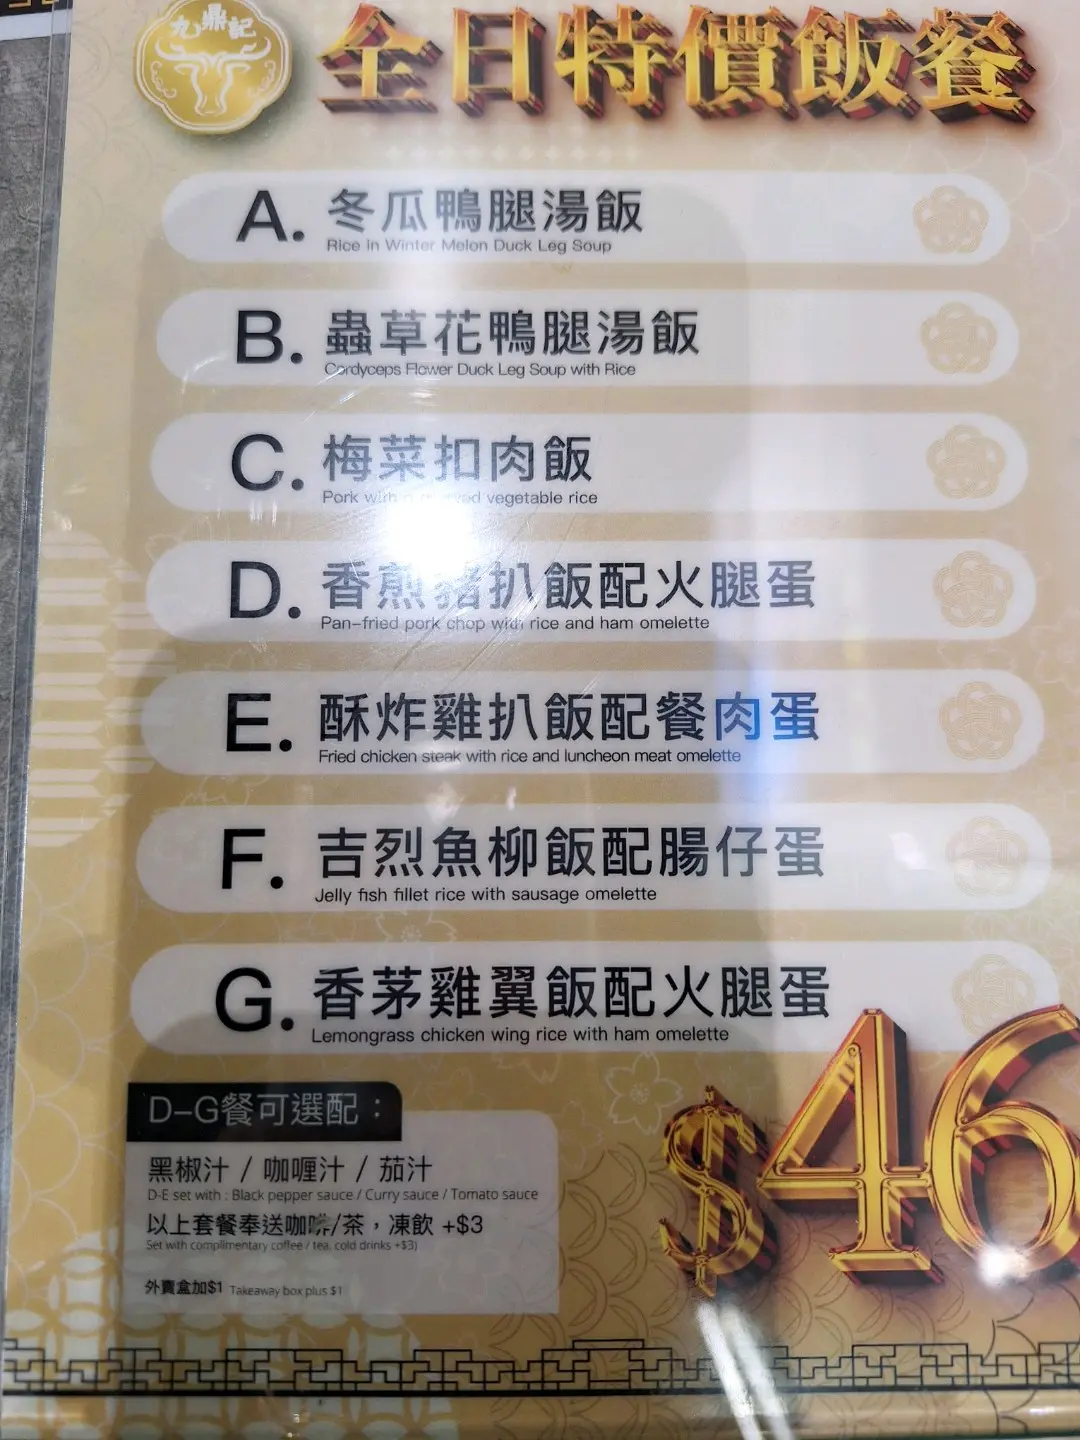 九鼎記
全日特價飯餐
A. 冬瓜鴨腿湯飯
Rice in Winter Melon Duck Leg Soup
B. 蟲草花鴨腿湯飯
Cordyceps Flower Duck Leg Soup with Rice
C. 梅菜扣肉飯
Pork with vegetable rice
D. 香煎豬扒飯配火腿蛋
Pan-fried pork chop with rice and ham omelette
E. 酥炸雞扒飯配餐肉蛋
Fried chicken steak with rice and luncheon meat omelette
F. 吉烈魚柳飯配腸仔蛋
Jelly fish fillet rice with sausage omelette
G. 香茅雞翼飯配火腿蛋
Lemongrass chicken wing rice with ham omelette
$46
D-G餐可選配：
黑椒汁 / 咖喱汁 / 茄汁
D-E set with : Black pepper sauce / Curry sauce / Tomato sauce
以上套餐奉送咖啡/茶，凍飲 +$3
Set with complimentary coffee / tea, cold drinks +$3)
外賣盒加$1 Takeaway box plus $1